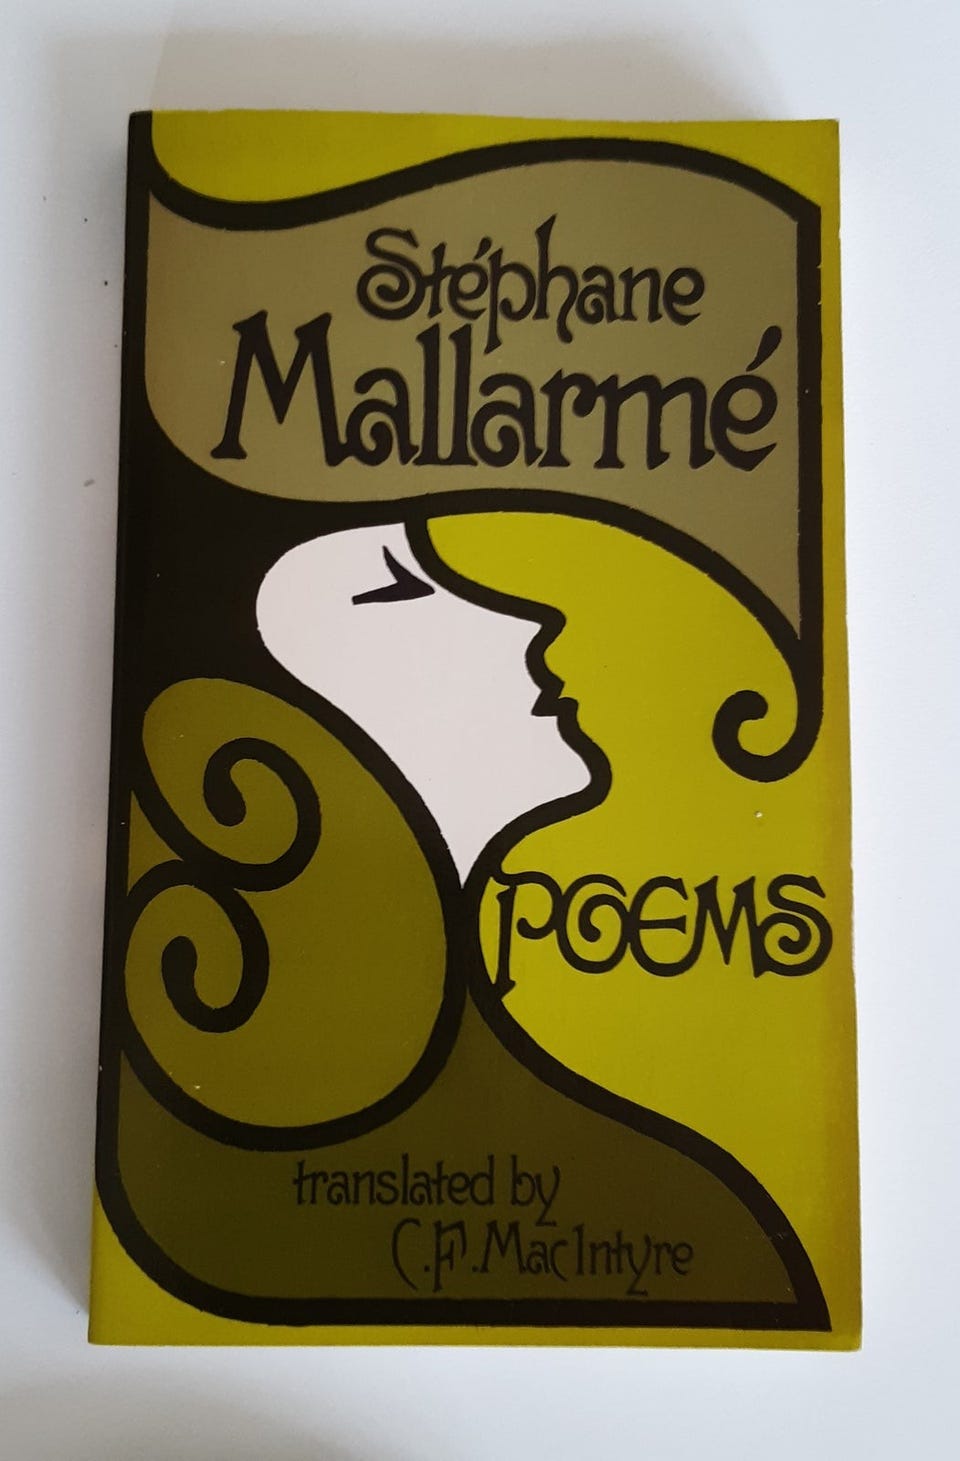 Stéphane
Mallarmé
POEMS
translated by
C.F. MacIntyre